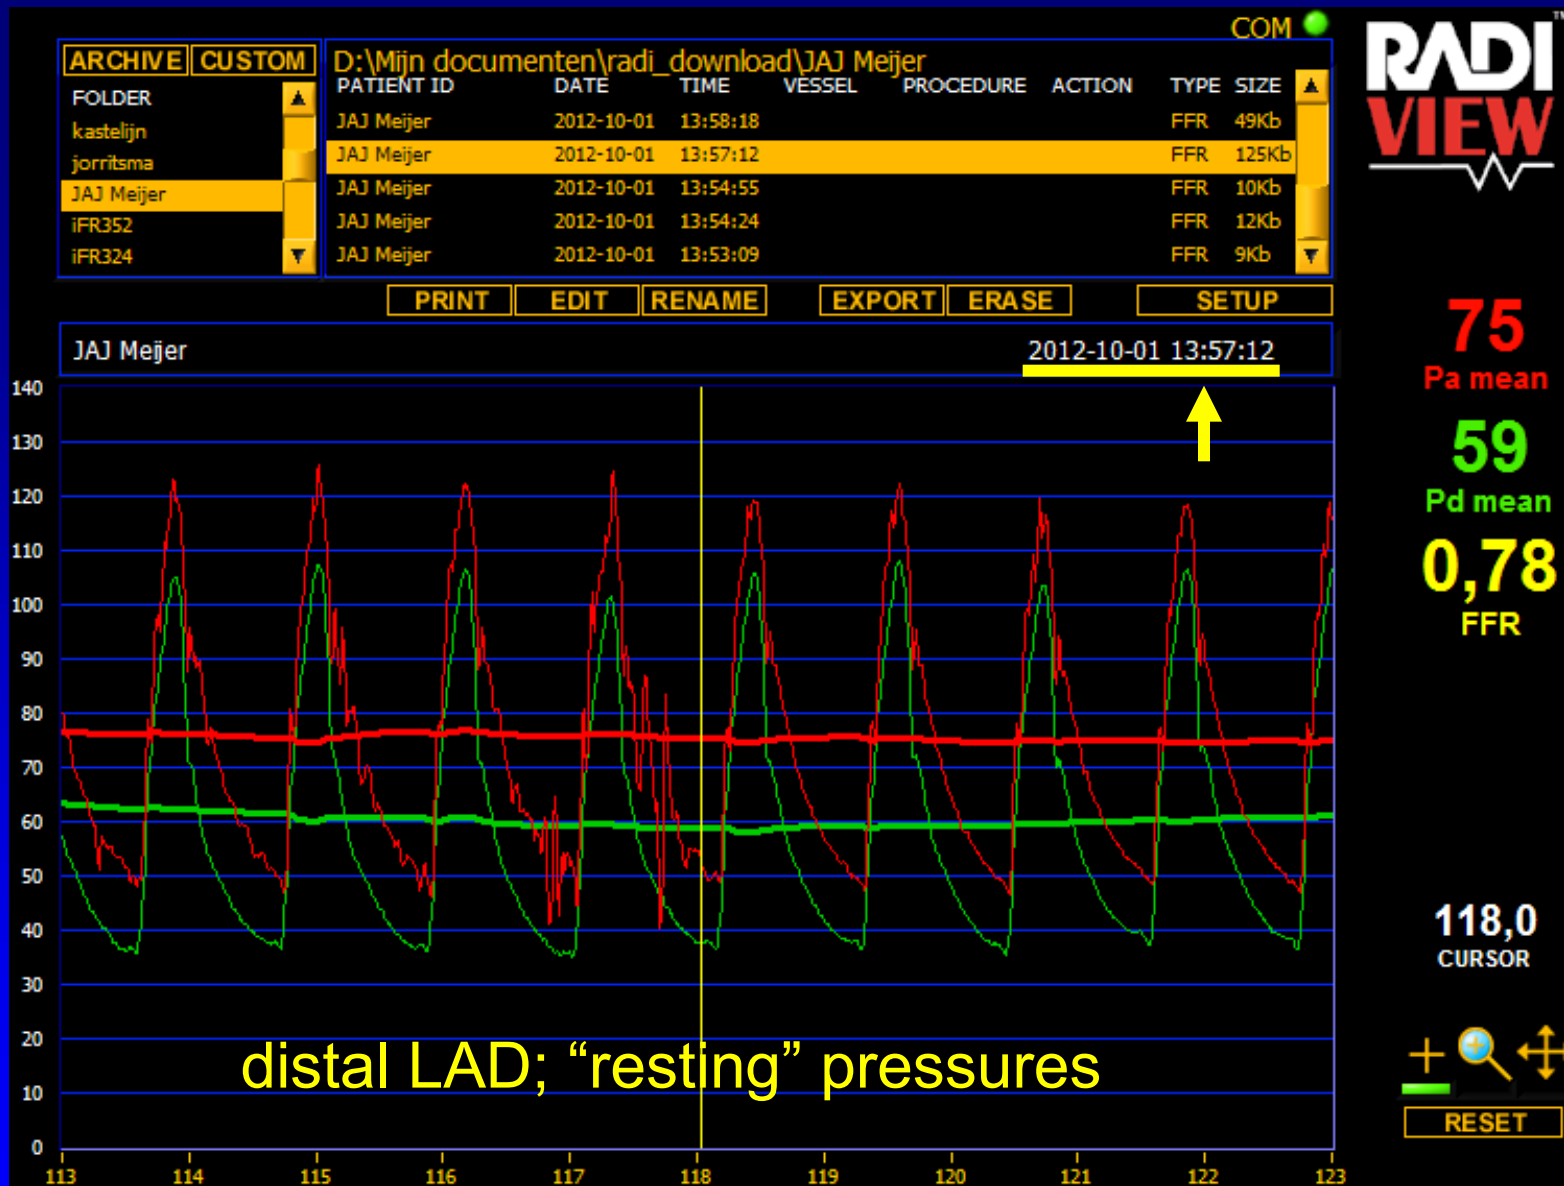 COM
RADI
VIEW
TM
ARCHIVE CUSTOM
FOLDER
kastelijn
jorritsma
JAJ Meijer
iFR352
iFR324
D:\Mijn documenten\radi_download\JAJ Meijer
PATIENT ID DATE TIME VESSEL PROCEDURE ACTION TYPE SIZE
JAJ Meijer 2012-10-01 13:58:18 FFR 49Kb
JAJ Meijer 2012-10-01 13:57:12 FFR 125Kb
JAJ Meijer 2012-10-01 13:54:55 FFR 10Kb
JAJ Meijer 2012-10-01 13:54:24 FFR 12Kb
JAJ Meijer 2012-10-01 13:53:09 FFR 9Kb
PRINT EDIT RENAME EXPORT ERASE SETUP
JAJ Meijer 2012-10-01 13:57:12
75
Pa mean
59
Pd mean
0,78
FFR
118,0
CURSOR
RESET
140
130
120
110
100
90
80
70
60
50
40
30
20
10
0
distal LAD; “resting” pressures
113 114 115 116 117 118 119 120 121 122 123